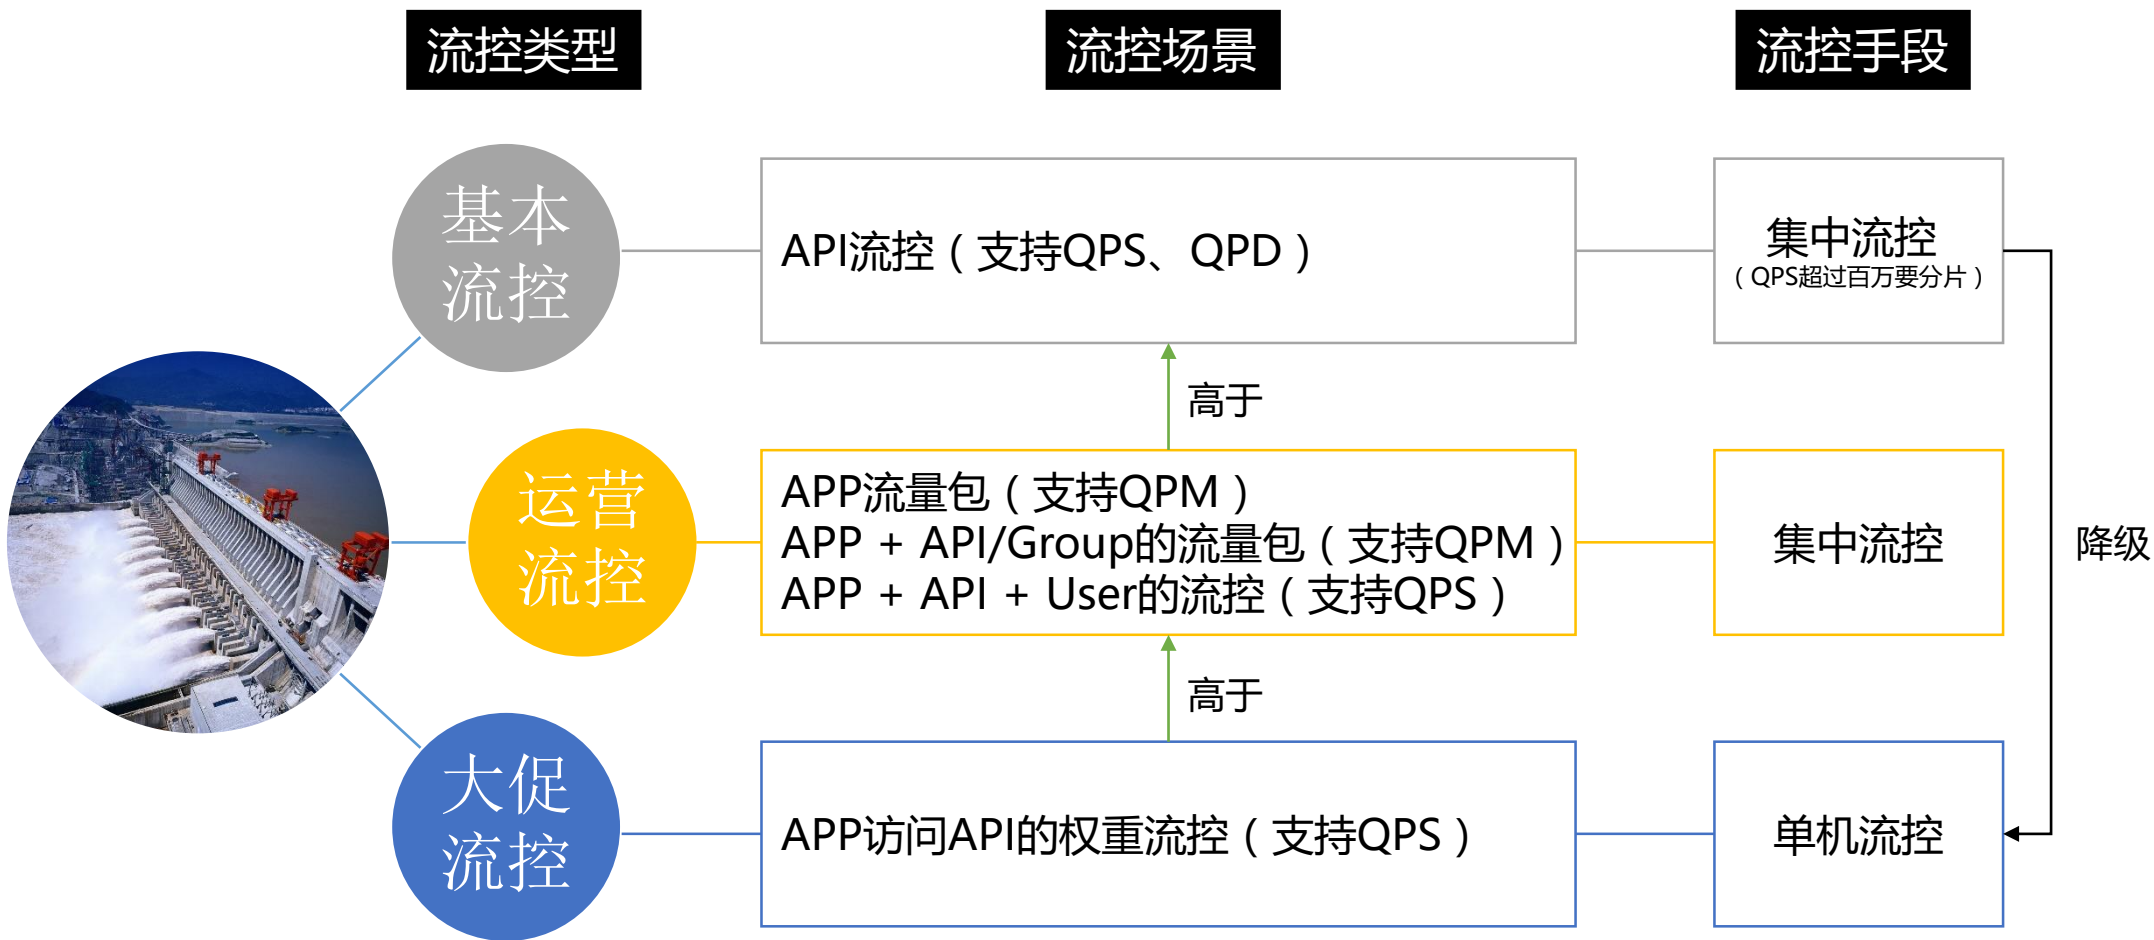 流控类型
流控场景
流控手段
基本
流控
API流控（支持QPS、QPD）
集中流控
（QPS超过百万要分片）
高于
运营
流控
APP流量包（支持QPM）
APP + API/Group的流量包（支持QPM）
APP + API + User的流控（支持QPS）
集中流控
降级
高于
大促
流控
APP访问API的权重流控（支持QPS）
单机流控